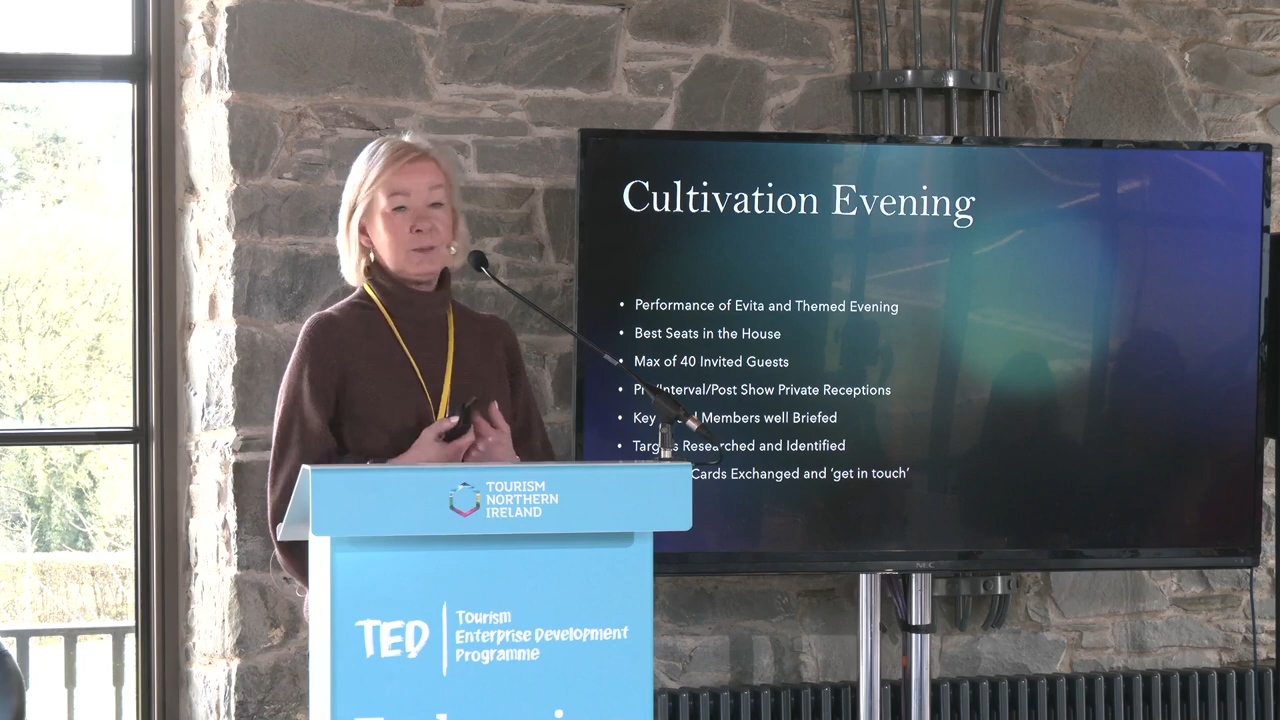 Cultivation Evening
• Performance of Evita and Themed Evening
• Best Seats in the House
• Max of 40 Invited Guests
• Interval/Post Show Private Receptions
• Key Members well Briefed
Researched and Identified
Cards Exchanged and ‘get in touch’
NEC
TOURISM
NORTHERN
IRELAND
TED
Tourism
Enterprise Development
Programme